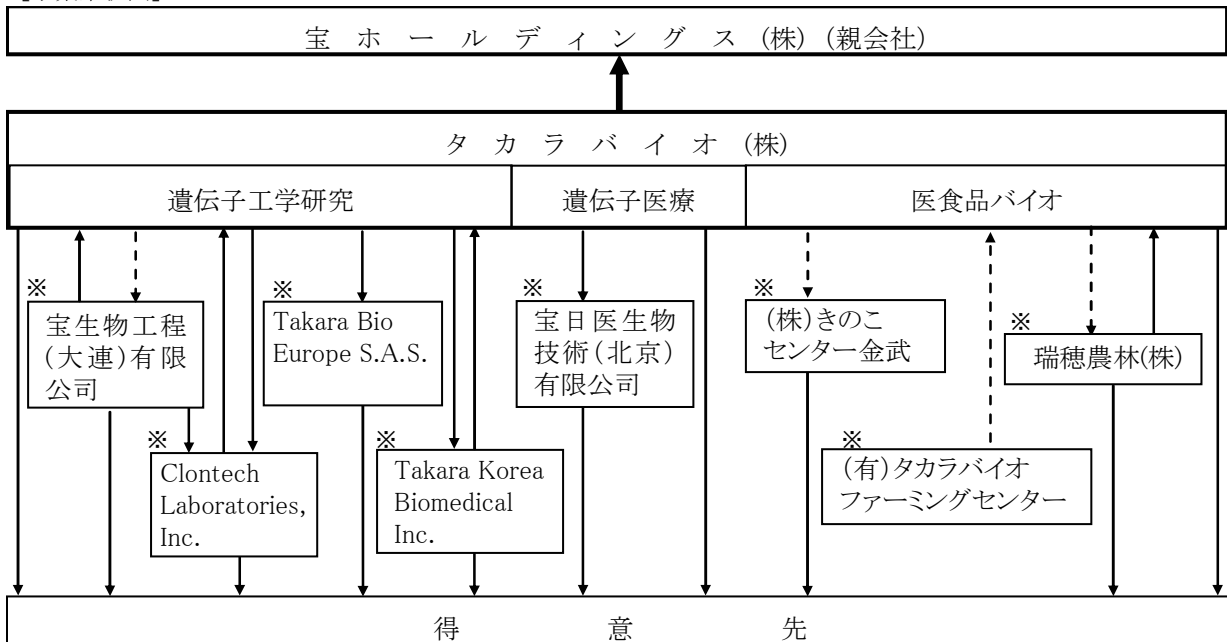 宝ホールディングス(株)(親会社)
タカラバイオ(株)
遺伝子工学研究
遺伝子医療
医食品バイオ
※
宝生物工程
(大連)有限
公司
※
Takara Bio
Europe S.A.S.
※
宝日医生物
技術(北京)
有限公司
※
(株)きのこ
センター金武
※
瑞穂農林(株)
※
Clontech
Laboratories,
Inc.
※
Takara Korea
Biomedical
Inc.
※
(有)タカラバイオ
ファーミングセンター
得意先